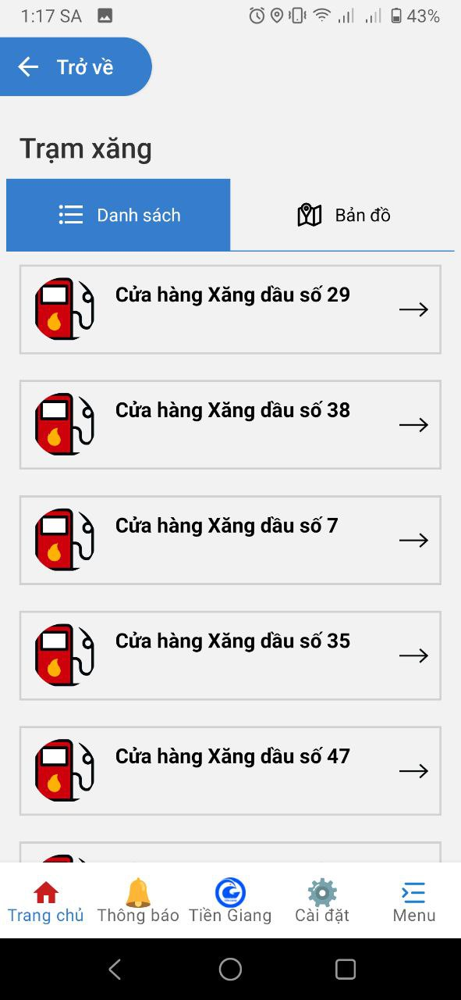 1:17 SA
43%
Trở về
Trạm xăng
Danh sách
Bản đồ
Cửa hàng Xăng dầu số 29
Cửa hàng Xăng dầu số 38
Cửa hàng Xăng dầu số 7
Cửa hàng Xăng dầu số 35
Cửa hàng Xăng dầu số 47
Trang chủ
Thông báo
Tiền Giang
Cài đặt
Menu